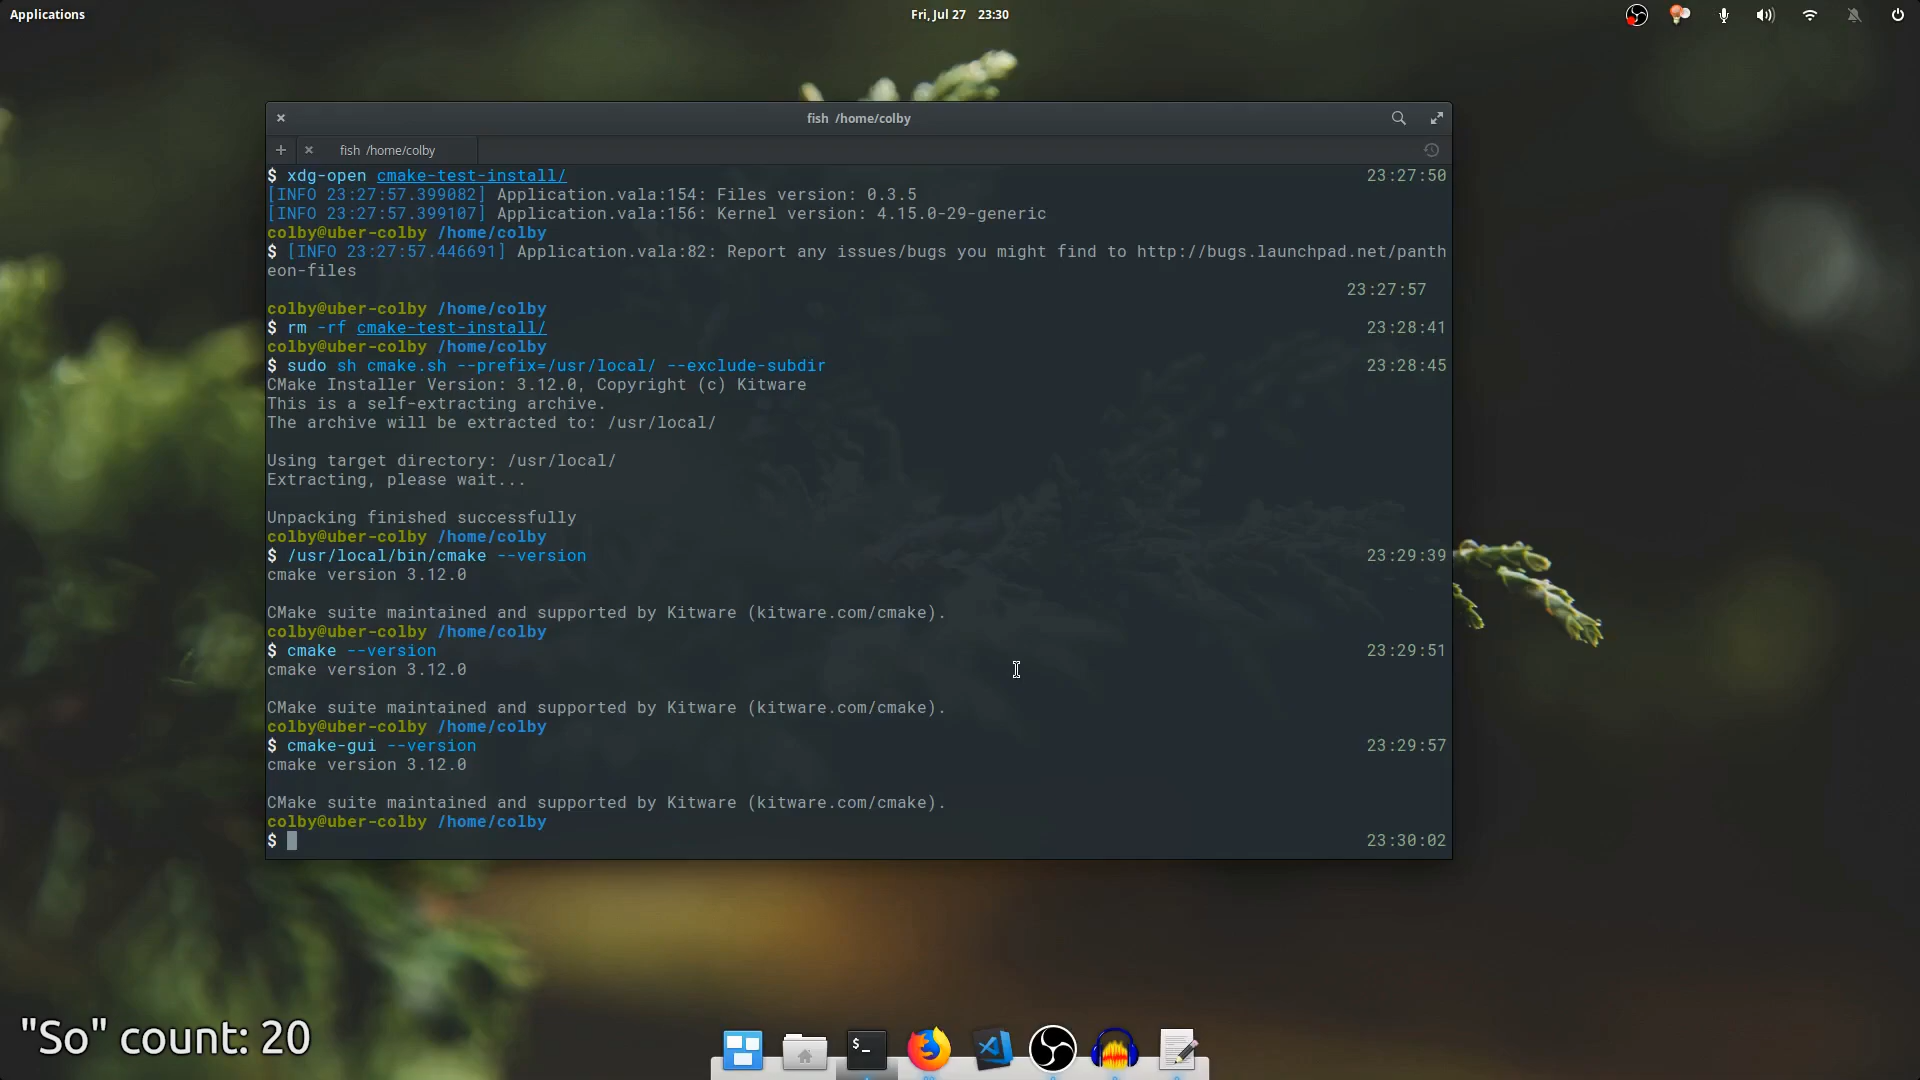 Applications
Fri, Jul 27 23:30
fish /home/colby
fish /home/colby
$ xdg-open cmake-test-install/ 23:27:50
[INFO 23:27:57.399082] Application.vala:154: Files version: 0.3.5
[INFO 23:27:57.399107] Application.vala:156: Kernel version: 4.15.0-29-generic
colby@uber-colby /home/colby
$ [INFO 23:27:57.446691] Application.vala:82: Report any issues/bugs you might find to http://bugs.launchpad.net/panth
eon-files
23:27:57
colby@uber-colby /home/colby
$ rm -rf cmake-test-install/ 23:28:41
colby@uber-colby /home/colby
$ sudo sh cmake.sh --prefix=/usr/local/ --exclude-subdir 23:28:45
CMake Installer Version: 3.12.0, Copyright (c) Kitware
This is a self-extracting archive.
The archive will be extracted to: /usr/local/
Using target directory: /usr/local/
Extracting, please wait...
Unpacking finished successfully
colby@uber-colby /home/colby
$ /usr/local/bin/cmake --version 23:29:39
cmake version 3.12.0
CMake suite maintained and supported by Kitware (kitware.com/cmake).
colby@uber-colby /home/colby
$ cmake --version 23:29:51
cmake version 3.12.0
CMake suite maintained and supported by Kitware (kitware.com/cmake).
colby@uber-colby /home/colby
$ cmake-gui --version 23:29:57
cmake version 3.12.0
CMake suite maintained and supported by Kitware (kitware.com/cmake).
colby@uber-colby /home/colby
$ 23:30:02
"So" count: 20
$_